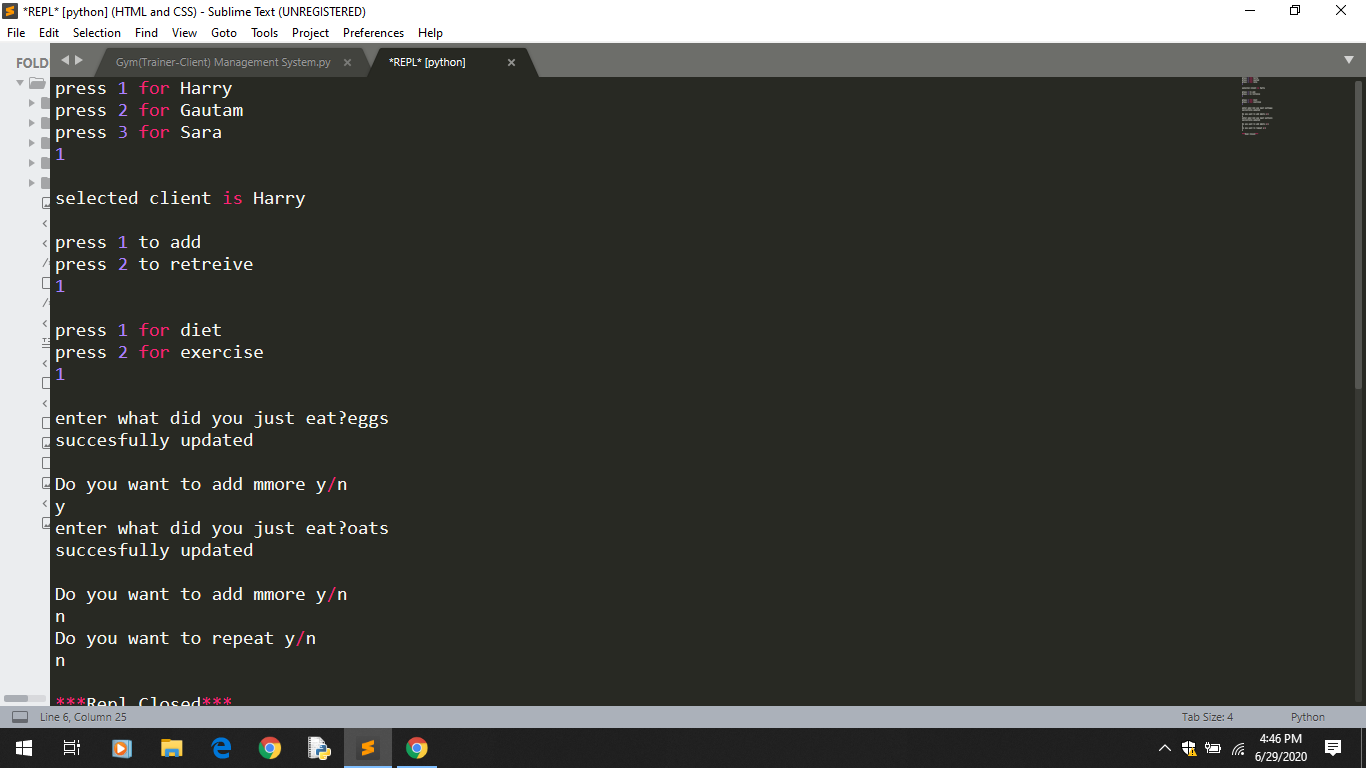 *REPL* [python] (HTML and CSS) - Sublime Text (UNREGISTERED)
File Edit Selection Find View Goto Tools Project Preferences Help
FOLD
Gym(Trainer-Client) Management System.py
*REPL* [python]
press 1 for Harry
press 2 for Gautam
press 3 for Sara
1
selected client is Harry
press 1 to add
press 2 to retreive
1
press 1 for diet
press 2 for exercise
1
enter what did you just eat?eggs
succesfully updated
Do you want to add mmore y/n
y
enter what did you just eat?oats
succesfully updated
Do you want to add mmore y/n
n
Do you want to repeat y/n
n
***Repl Closed***
Line 6, Column 25
Tab Size: 4
Python
4:46 PM
6/29/2020